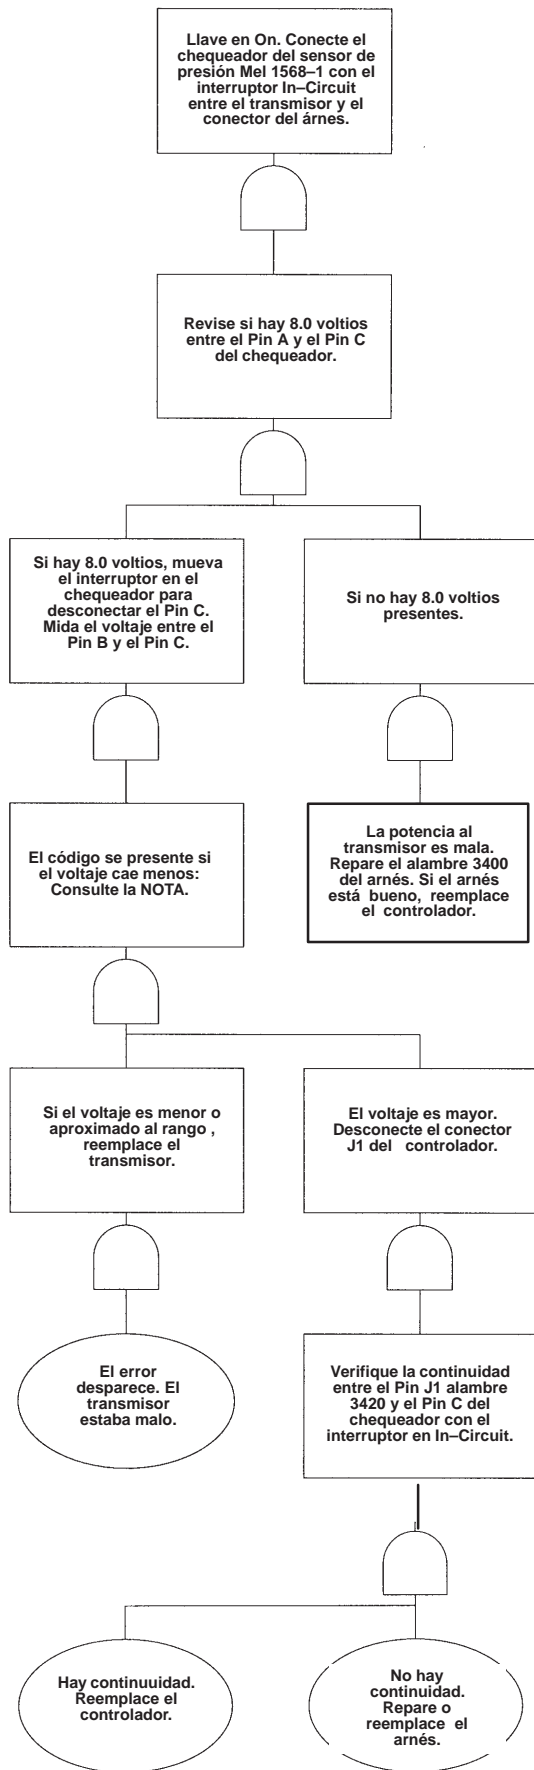 Llave en On. Conecte el
chequeador del sensor de
presión Mel 1568–1 con el
interruptor In–Circuit
entre el transmisor y el
conector del árnes.
Revise si hay 8.0 voltios
entre el Pin A y el Pin C
del chequeador.
Si hay 8.0 voltios, mueva
el interruptor en el
chequeador para
desconectar el Pin C.
Mida el voltaje entre el
Pin B y el Pin C.
Si no hay 8.0 voltios
presentes.
El código se presente si
el voltaje cae menos:
Consulte la NOTA.
La potencia al
transmisor es mala.
Repare el alambre 3400
del arnés. Si el arnés
está bueno, reemplace
el controlador.
Si el voltaje es menor o
aproximado al rango ,
reemplace el
transmisor.
El voltaje es mayor.
Desconecte el conector
J1 del controlador.
El error
desparece. El
transmisor
estaba malo.
Verifique la continuidad
entre el Pin J1 alambre
3420 y el Pin C del
chequeador con el
interruptor en In–Circuit.
Hay continuuidad.
Reemplace el
controlador.
No hay
continuidad.
Repare o
reemplace el
arnés.